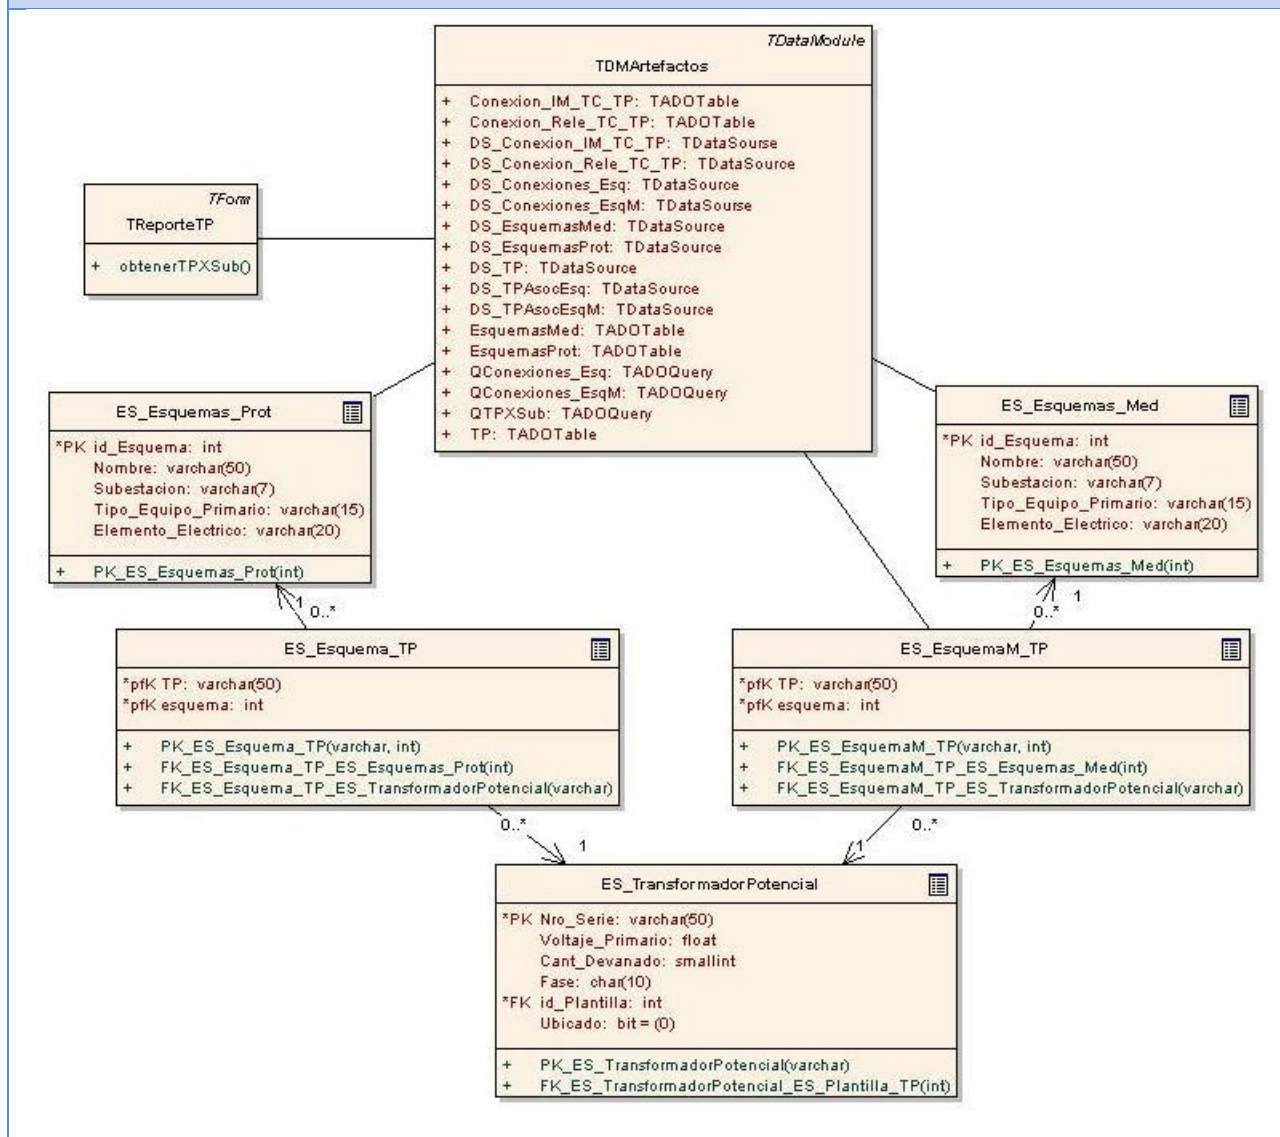 TDataModule
TDMArtefactos
+ Conexion_IM_TC_TP: TADOTable
+ Conexion_Rele_TC_TP: TADOTable
+ DS_Conexion_IM_TC_TP: TDataSourse
+ DS_Conexion_Rele_TC_TP: TDataSource
+ DS_Conexiones_Esq: TDataSource
+ DS_Conexiones_EsqM: TDataSourse
+ DS_EsquemasMed: TDataSource
+ DS_EsquemasProt: TDataSource
+ DS_TP: TDataSource
+ DS_TPAsocEsq: TDataSource
+ DS_TPAsocEsqM: TDataSource
+ EsquemasMed: TADOTable
+ EsquemasProt: TADOTable
+ QConexiones_Esq: TADOQuery
+ QConexiones_EsqM: TADOQuery
+ QTPXSub: TADOQuery
+ TP: TADOTable
TForm
TReporteTP
+ obtenerTPXSub()
ES_Esquemas_Prot
*PK id_Esquema: int
Nombre: varchar(50)
Subestacion: varchar(7)
Tipo_Equipo_Primario: varchar(15)
Elemento_Electrico: varchar(20)
+ PK_ES_Esquemas_Prot(int)
ES_Esquemas_Med
*PK id_Esquema: int
Nombre: varchar(50)
Subestacion: varchar(7)
Tipo_Equipo_Primario: varchar(15)
Elemento_Electrico: varchar(20)
+ PK_ES_Esquemas_Med(int)
1
0..*
0..*
1
ES_Esquema_TP
*pfK TP: varchar(50)
*pfK esquema: int
+ PK_ES_Esquema_TP(varchar, int)
+ FK_ES_Esquema_TP_ES_Esquemas_Prot(int)
+ FK_ES_Esquema_TP_ES_TransformadorPotencial(varchar)
ES_EsquemaM_TP
*pfK TP: varchar(50)
*pfK esquema: int
+ PK_ES_EsquemaM_TP(varchar, int)
+ FK_ES_EsquemaM_TP_ES_Esquemas_Med(int)
+ FK_ES_EsquemaM_TP_ES_TransformadorPotencial(varchar)
0..*
1
1
0..*
ES_TransformadorPotencial
*PK Nro_Serie: varchar(50)
Voltaje_Primario: float
Cant_Devanado: smallint
Fase: char(10)
*FK id_Plantilla: int
Ubicado: bit = (0)
+ PK_ES_TransformadorPotencial(varchar)
+ FK_ES_TransformadorPotencial_ES_Plantilla_TP(int)